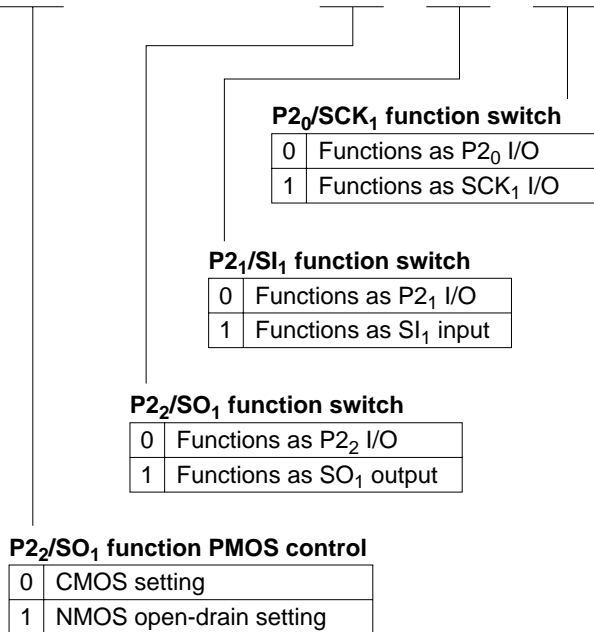 P2₀/SCK₁ function switch
0 Functions as P2₀ I/O
1 Functions as SCK₁ I/O
P2₁/SI₁ function switch
0 Functions as P2₁ I/O
1 Functions as SI₁ input
P2₂/SO₁ function switch
0 Functions as P2₂ I/O
1 Functions as SO₁ output
P2₂/SO₁ function PMOS control
0 CMOS setting
1 NMOS open-drain setting